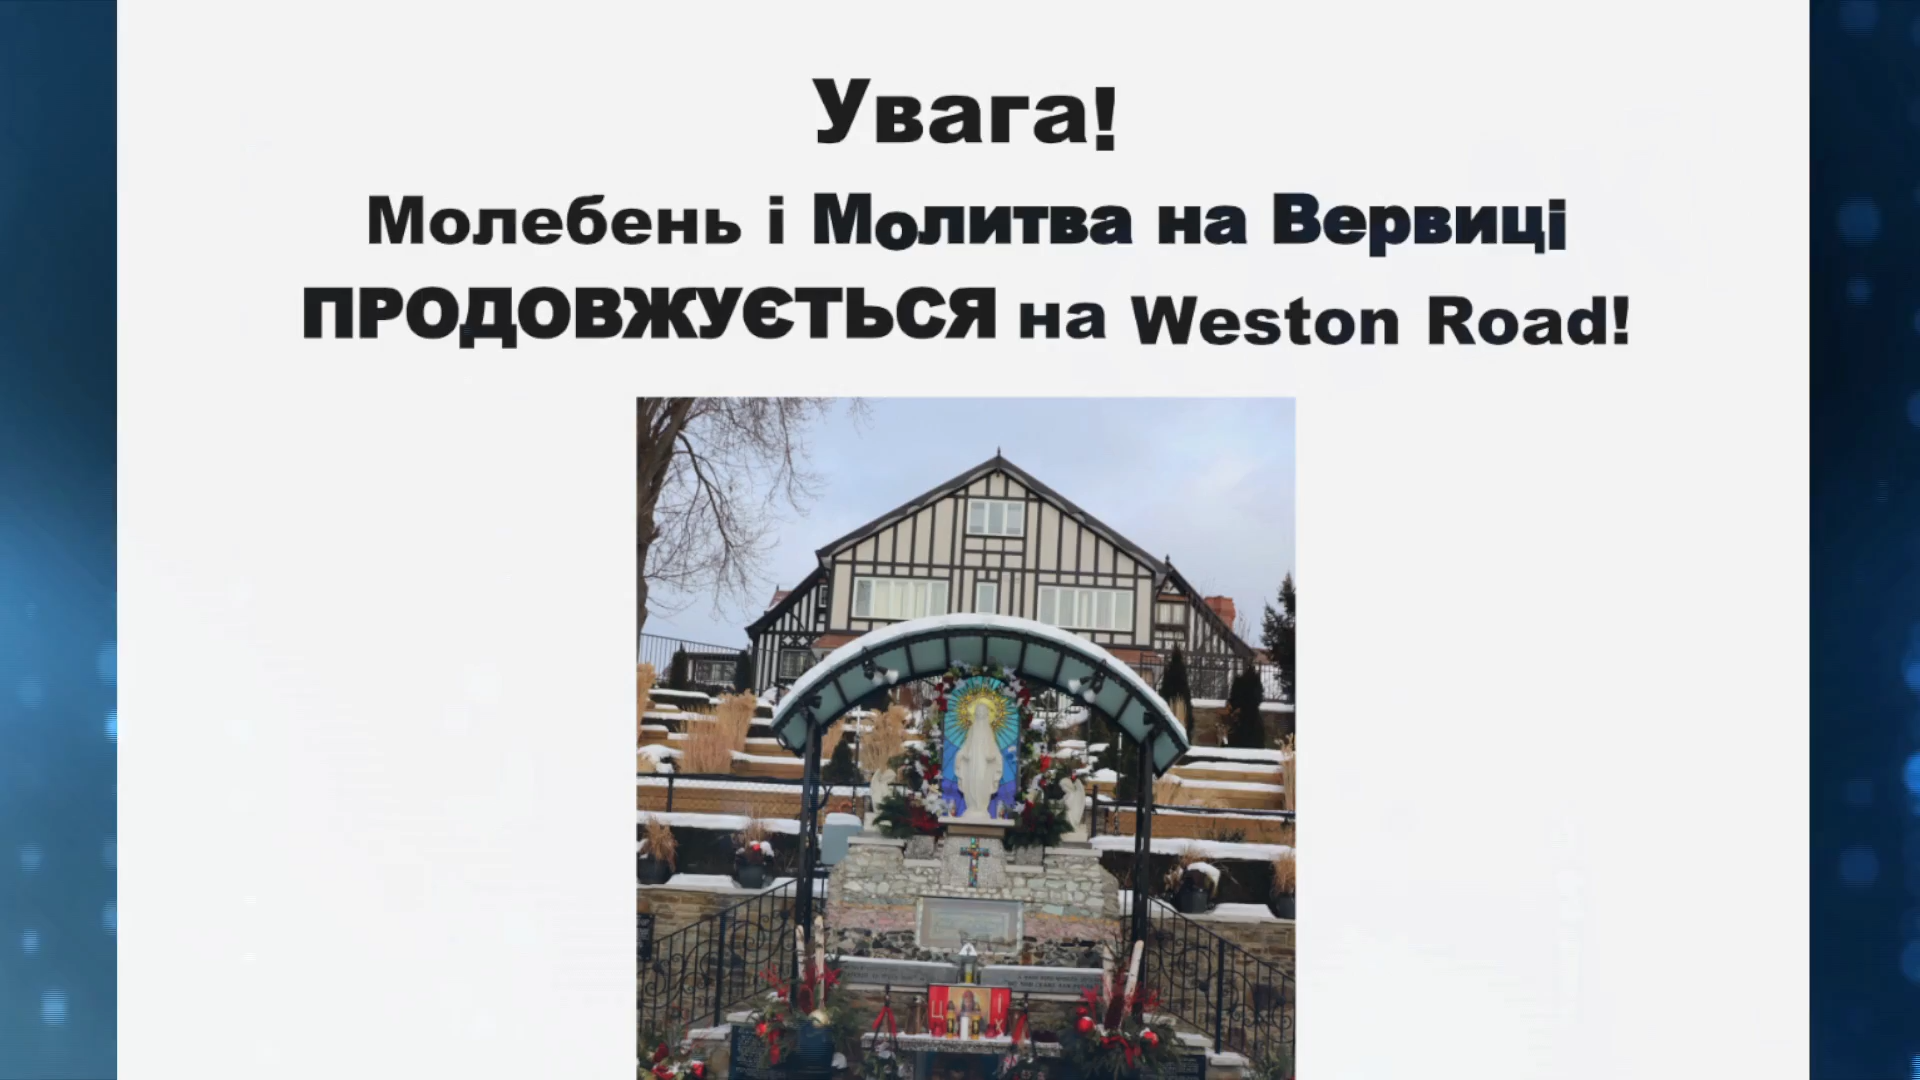 Увага!
Молебень і Молитва на Вервиці
ПРОДОВЖУЄТЬСЯ на Weston Road!
Ц І
Х